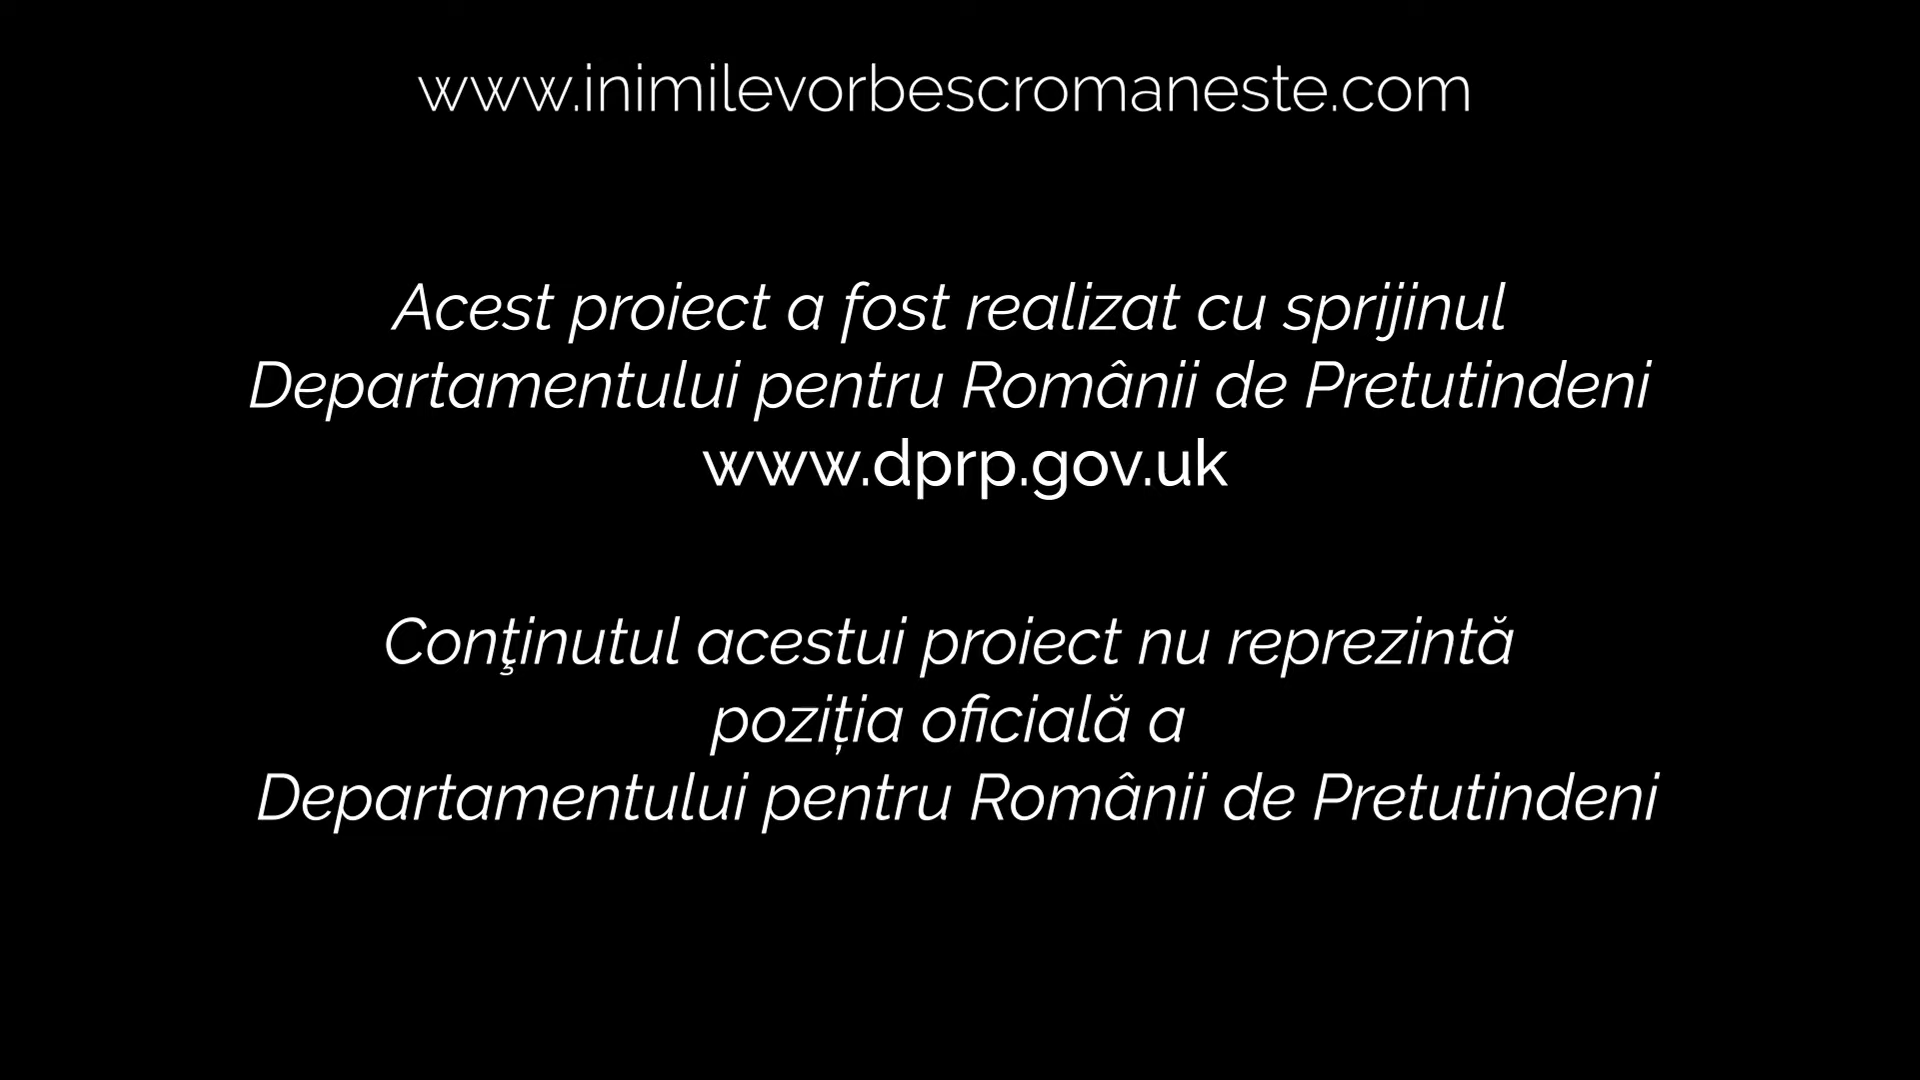 www.inimilevorbescromaneste.com
Acest proiect a fost realizat cu sprijinul
Departamentului pentru Românii de Pretutindeni
www.dprp.gov.uk
Conţinutul acestui proiect nu reprezintă
poziția oficială a
Departamentului pentru Românii de Pretutindeni